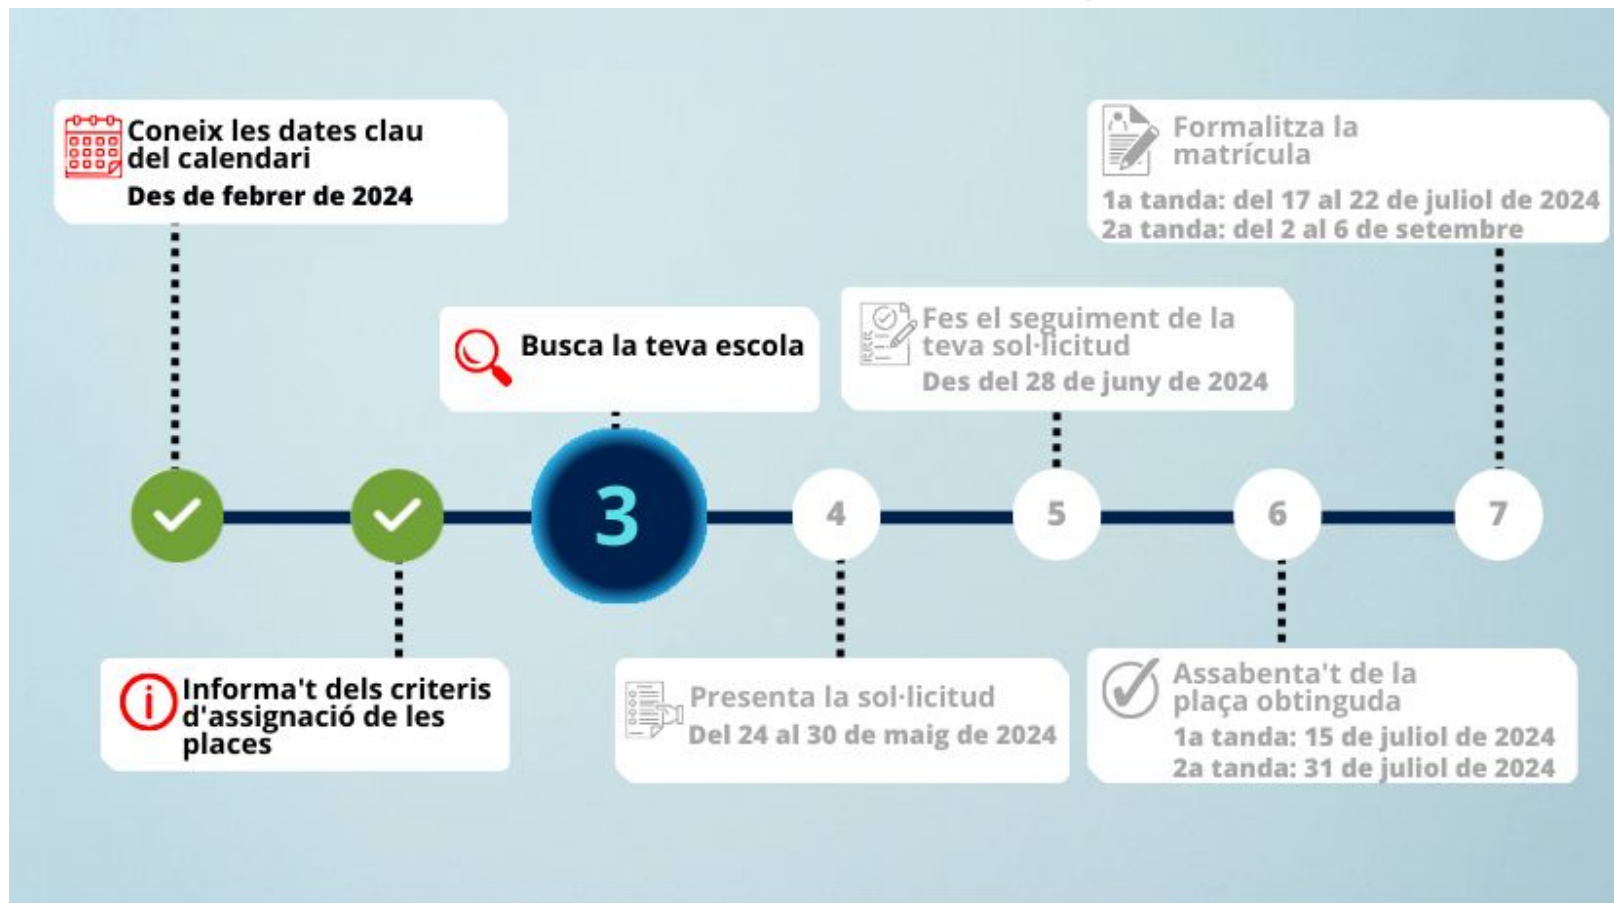 Coneix les dates clau
del calendari
Des de febrer de 2024
Informa't dels criteris
d'assignació de les
places
Busca la teva escola
3
4
Presenta la sol·licitud
Del 24 al 30 de maig de 2024
Fes el seguiment de la
teva sol·licitud
Des del 28 de juny de 2024
5
6
Assabenta't de la
plaça obtinguda
1a tanda: 15 de juliol de 2024
2a tanda: 31 de juliol de 2024
Formalitza la
matrícula
1a tanda: del 17 al 22 de juliol de 2024
2a tanda: del 2 al 6 de setembre
7